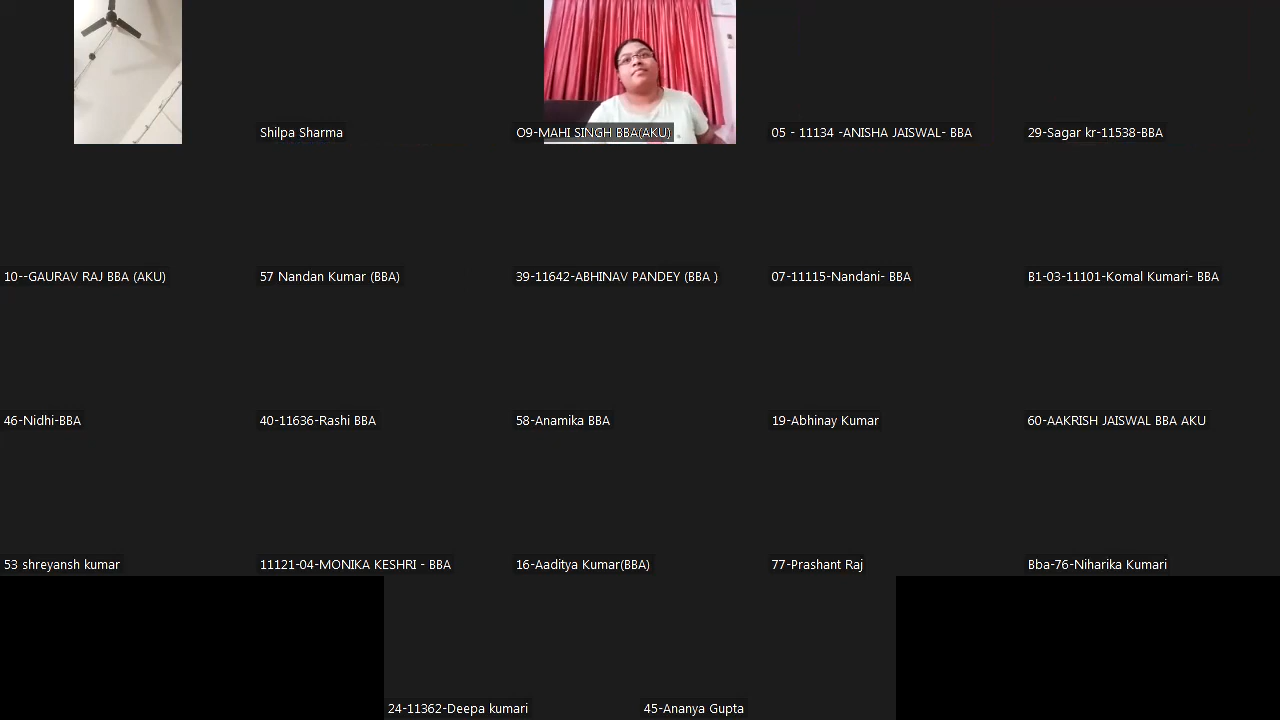 Shilpa Sharma
O9-MAHI SINGH BBA(AKU)
05 - 11134 -ANISHA JAISWAL- BBA
29-Sagar kr-11538-BBA
10--GAURAV RAJ BBA (AKU)
57 Nandan Kumar (BBA)
39-11642-ABHINAV PANDEY (BBA )
07-11115-Nandani- BBA
B1-03-11101-Komal Kumari- BBA
46-Nidhi-BBA
40-11636-Rashi BBA
58-Anamika BBA
19-Abhinay Kumar
60-AAKRISH JAISWAL BBA AKU
53 shreyansh kumar
11121-04-MONIKA KESHRI - BBA
16-Aaditya Kumar(BBA)
77-Prashant Raj
Bba-76-Niharika Kumari
24-11362-Deepa kumari
45-Ananya Gupta